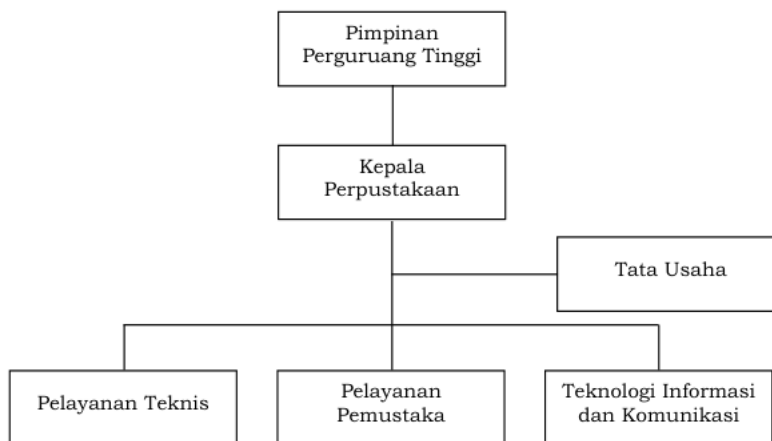 Pimpinan
Perguruang Tinggi
Kepala
Perpustakaan
Tata Usaha
Pelayanan Teknis
Pelayanan
Pemustaka
Teknologi Informasi
dan Komunikasi